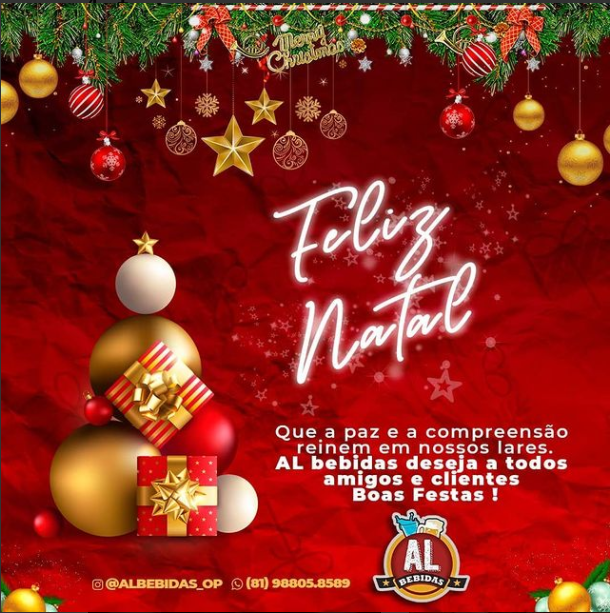 Merry
Christmas
Feliz
Natal
Que a paz e a compreensão
reinem em nossos lares.
AL bebidas deseja a todos
amigos e clientes
Boas Festas !
AL
BEBIDAS
@ALBEBIDAS_OP (81) 98805.8589